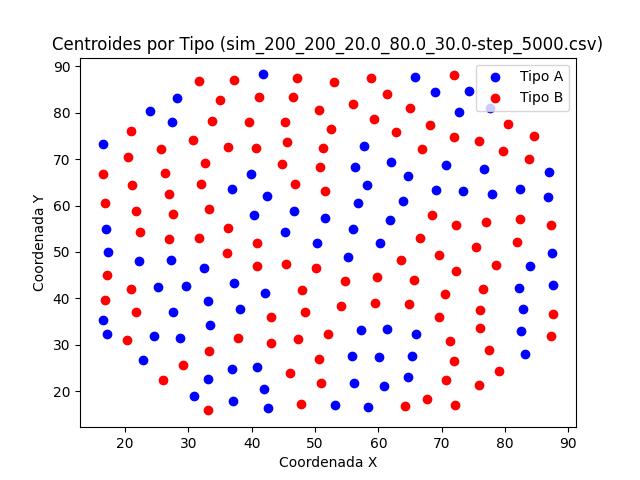 Centroides por Tipo (sim_200_200_20.0_80.0_30.0-step_5000.csv)
Tipo A
Tipo B
Coordenada Y
90
80
70
60
50
40
30
20
20 30 40 50 60 70 80 90
Coordenada X